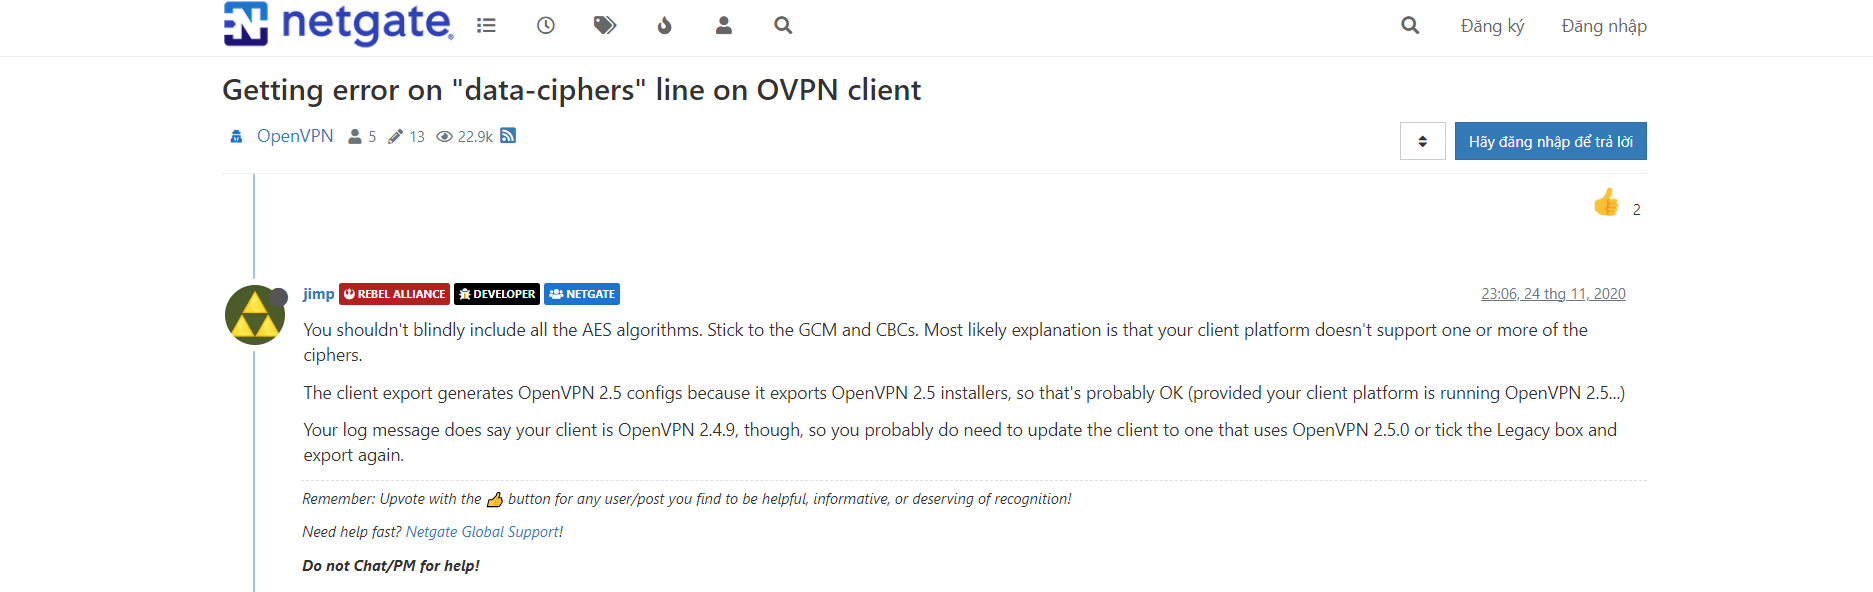 netgate®
Đăng ký
Đăng nhập
Getting error on "data-ciphers" line on OVPN client
OpenVPN 5 13 22.9k
Hãy đăng nhập để trả lời
2
jimp REBEL ALLIANCE DEVELOPER NETGATE
23:06, 24 thg 11, 2020
You shouldn't blindly include all the AES algorithms. Stick to the GCM and CBCs. Most likely explanation is that your client platform doesn't support one or more of the
ciphers.
The client export generates OpenVPN 2.5 configs because it exports OpenVPN 2.5 installers, so that's probably OK (provided your client platform is running OpenVPN 2.5...)
Your log message does say your client is OpenVPN 2.4.9, though, so you probably do need to update the client to one that uses OpenVPN 2.5.0 or tick the Legacy box and
export again.
Remember: Upvote with the 👍 button for any user/post you find to be helpful, informative, or deserving of recognition!
Need help fast? Netgate Global Support!
Do not Chat/PM for help!